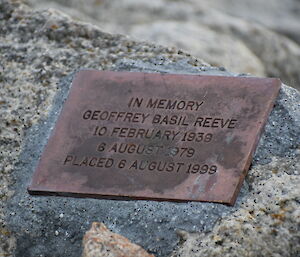 IN MEMORY
GEOFFREY BASIL REEVE
10 FEBRUARY 1939
6 AUGUST 1979
PLACED 6 AUGUST 1999